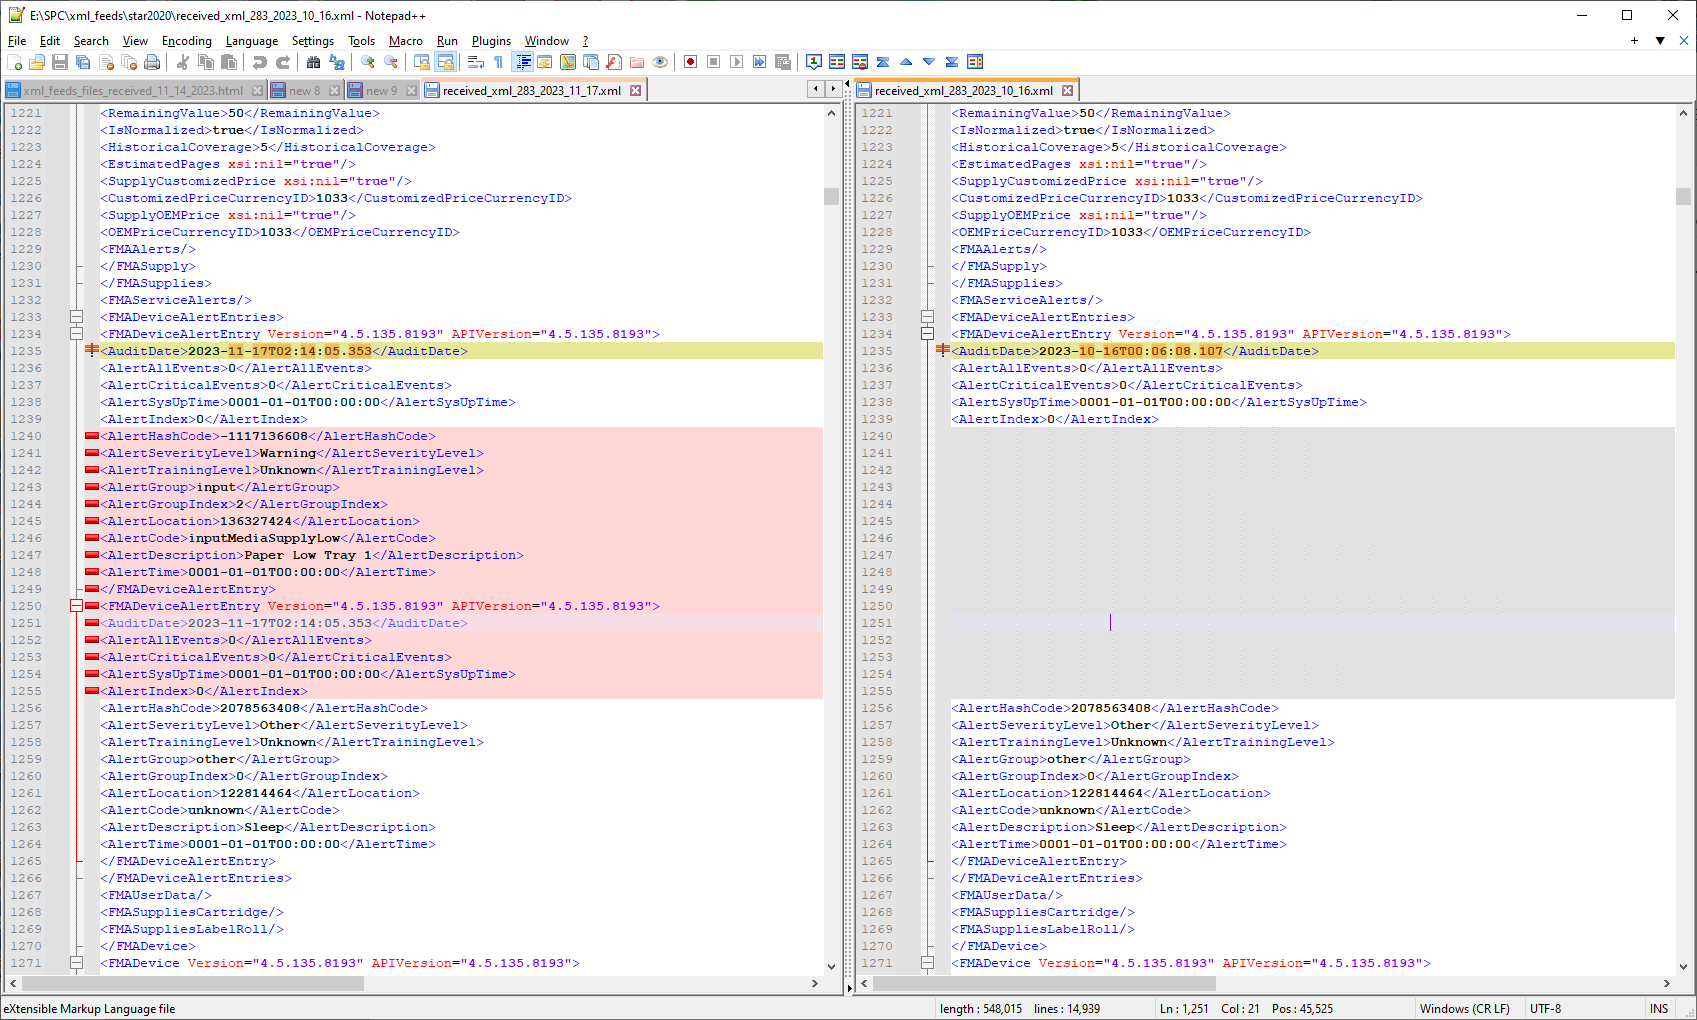 E:\SPC\xml_feeds\star2020\received_xml_283_2023_10_16.xml - Notepad++
File Edit Search View Encoding Language Settings Tools Macro Run Plugins Window ?
xml_feeds_files_received_11_14_2023.html new 8 new 9 received_xml_283_2023_11_17.xml
1221 <RemainingValue>50</RemainingValue>
1222 <IsNormalized>true</IsNormalized>
1223 <HistoricalCoverage>5</HistoricalCoverage>
1224 <EstimatedPages xsi:nil="true"/>
1225 <SupplyCustomizedPrice xsi:nil="true"/>
1226 <CustomizedPriceCurrencyID>1033</CustomizedPriceCurrencyID>
1227 <SupplyOEMPrice xsi:nil="true"/>
1228 <OEMPriceCurrencyID>1033</OEMPriceCurrencyID>
1229 <FMAAlerts/>
1230 </FMASupply>
1231 </FMASupplies>
1232 <FMAServiceAlerts/>
1233 <FMADeviceAlertEntries>
1234 <FMADeviceAlertEntry Version="4.5.135.8193" APIVersion="4.5.135.8193">
1235 <AuditDate>2023-11-17T02:14:05.353</AuditDate>
1236 <AlertAllEvents>0</AlertAllEvents>
1237 <AlertCriticalEvents>0</AlertCriticalEvents>
1238 <AlertSysUpTime>0001-01-01T00:00:00</AlertSysUpTime>
1239 <AlertIndex>0</AlertIndex>
1240 <AlertHashCode>-1117136608</AlertHashCode>
1241 <AlertSeverityLevel>Warning</AlertSeverityLevel>
1242 <AlertTrainingLevel>Unknown</AlertTrainingLevel>
1243 <AlertGroup>input</AlertGroup>
1244 <AlertGroupIndex>2</AlertGroupIndex>
1245 <AlertLocation>136327424</AlertLocation>
1246 <AlertCode>inputMediaSupplyLow</AlertCode>
1247 <AlertDescription>Paper Low Tray 1</AlertDescription>
1248 <AlertTime>0001-01-01T00:00:00</AlertTime>
1249 </FMADeviceAlertEntry>
1250 <FMADeviceAlertEntry Version="4.5.135.8193" APIVersion="4.5.135.8193">
1251 <AuditDate>2023-11-17T02:14:05.353</AuditDate>
1252 <AlertAllEvents>0</AlertAllEvents>
1253 <AlertCriticalEvents>0</AlertCriticalEvents>
1254 <AlertSysUpTime>0001-01-01T00:00:00</AlertSysUpTime>
1255 <AlertIndex>0</AlertIndex>
1256 <AlertHashCode>2078563408</AlertHashCode>
1257 <AlertSeverityLevel>Other</AlertSeverityLevel>
1258 <AlertTrainingLevel>Unknown</AlertTrainingLevel>
1259 <AlertGroup>other</AlertGroup>
1260 <AlertGroupIndex>0</AlertGroupIndex>
1261 <AlertLocation>122814464</AlertLocation>
1262 <AlertCode>unknown</AlertCode>
1263 <AlertDescription>Sleep</AlertDescription>
1264 <AlertTime>0001-01-01T00:00:00</AlertTime>
1265 </FMADeviceAlertEntry>
1266 </FMADeviceAlertEntries>
1267 <FMAUserData/>
1268 <FMASuppliesCartridge/>
1269 <FMASuppliesLabelRoll/>
1270 </FMADevice>
1271 <FMADevice Version="4.5.135.8193" APIVersion="4.5.135.8193">
received_xml_283_2023_10_16.xml
1221 <RemainingValue>50</RemainingValue>
1222 <IsNormalized>true</IsNormalized>
1223 <HistoricalCoverage>5</HistoricalCoverage>
1224 <EstimatedPages xsi:nil="true"/>
1225 <SupplyCustomizedPrice xsi:nil="true"/>
1226 <CustomizedPriceCurrencyID>1033</CustomizedPriceCurrencyID>
1227 <SupplyOEMPrice xsi:nil="true"/>
1228 <OEMPriceCurrencyID>1033</OEMPriceCurrencyID>
1229 <FMAAlerts/>
1230 </FMASupply>
1231 </FMASupplies>
1232 <FMAServiceAlerts/>
1233 <FMADeviceAlertEntries>
1234 <FMADeviceAlertEntry Version="4.5.135.8193" APIVersion="4.5.135.8193">
1235 <AuditDate>2023-10-16T00:06:08.107</AuditDate>
1236 <AlertAllEvents>0</AlertAllEvents>
1237 <AlertCriticalEvents>0</AlertCriticalEvents>
1238 <AlertSysUpTime>0001-01-01T00:00:00</AlertSysUpTime>
1239 <AlertIndex>0</AlertIndex>
1240
1241
1242
1243
1244
1245
1246
1247
1248
1249
1250
1251
1252
1253
1254
1255
1256 <AlertHashCode>2078563408</AlertHashCode>
1257 <AlertSeverityLevel>Other</AlertSeverityLevel>
1258 <AlertTrainingLevel>Unknown</AlertTrainingLevel>
1259 <AlertGroup>other</AlertGroup>
1260 <AlertGroupIndex>0</AlertGroupIndex>
1261 <AlertLocation>122814464</AlertLocation>
1262 <AlertCode>unknown</AlertCode>
1263 <AlertDescription>Sleep</AlertDescription>
1264 <AlertTime>0001-01-01T00:00:00</AlertTime>
1265 </FMADeviceAlertEntry>
1266 </FMADeviceAlertEntries>
1267 <FMAUserData/>
1268 <FMASuppliesCartridge/>
1269 <FMASuppliesLabelRoll/>
1270 </FMADevice>
1271 <FMADevice Version="4.5.135.8193" APIVersion="4.5.135.8193">
eXtensible Markup Language file length : 548,015 lines : 14,939 Ln : 1,251 Col : 21 Pos : 45,525 Windows (CR LF) UTF-8 INS